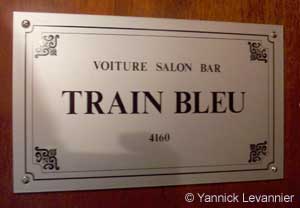 VOITURE SALON BAR
TRAIN BLEU
4160
© Yannick Levannier